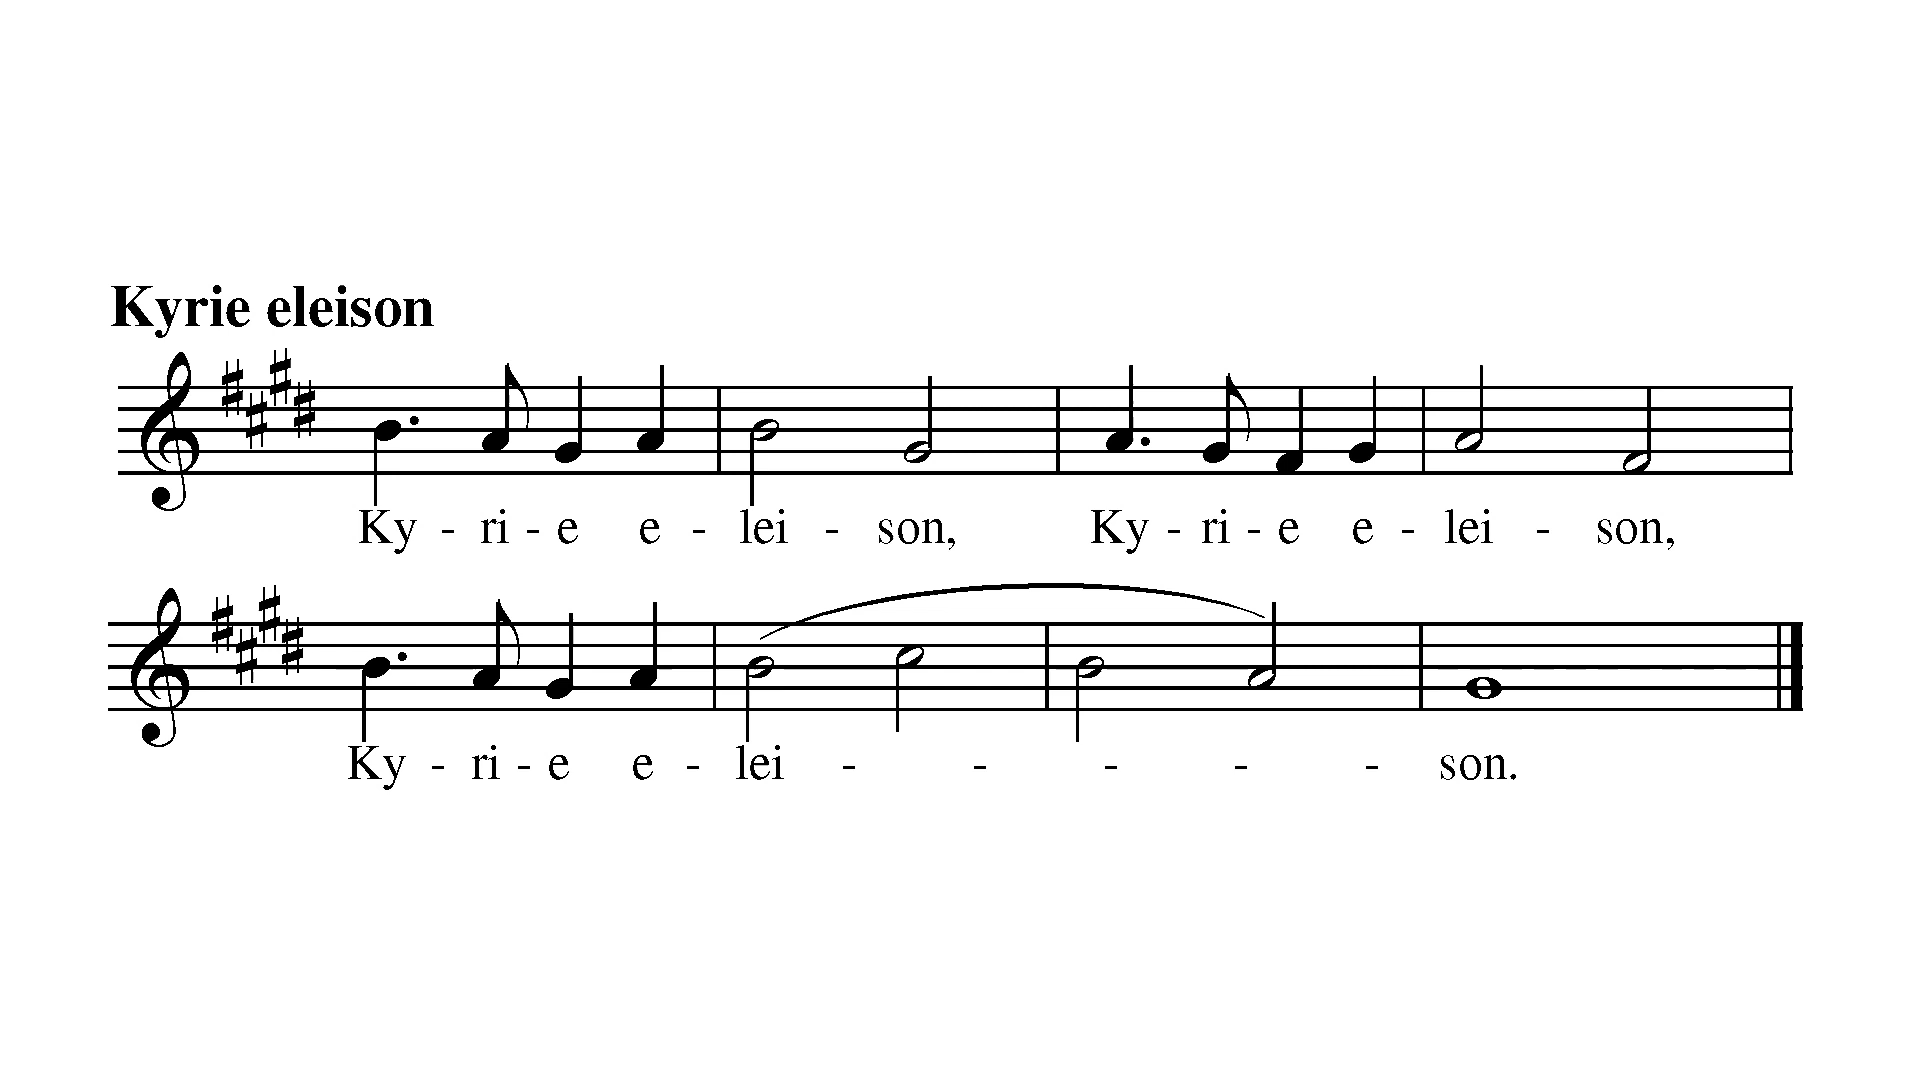 Kyrie eleison
Ky - ri - e e - lei - son, Ky - ri - e e - lei - son,
Ky - ri - e e - lei - - - - - son.